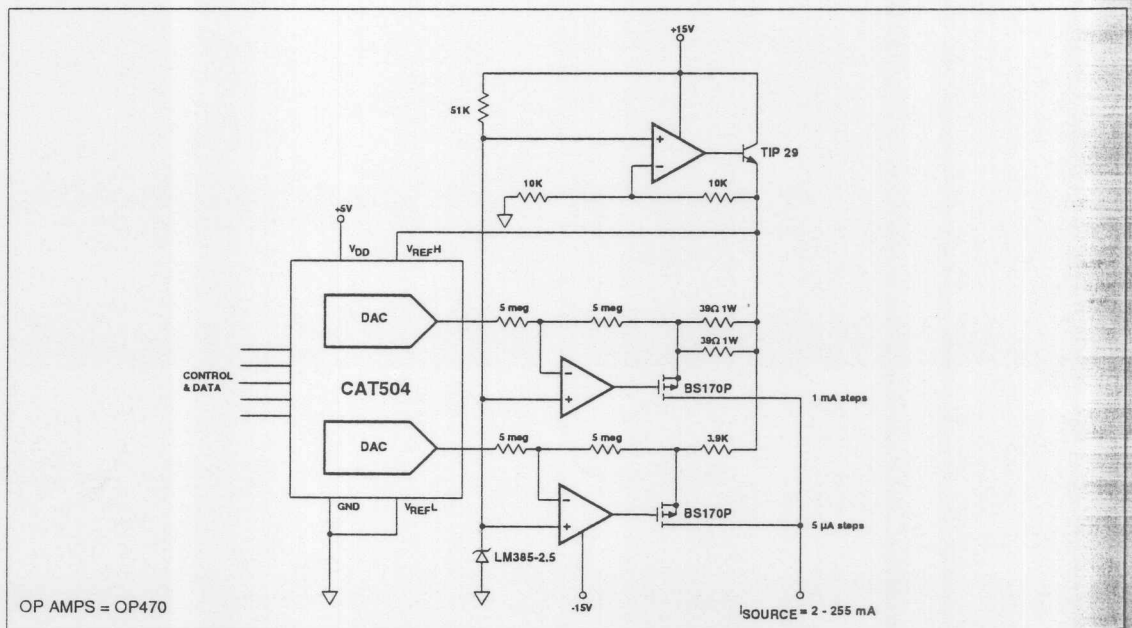 +15V
51K
+
−
TIP 29
10K
10K
+5V
VDD
VREFH
DAC
5 meg
5 meg
39Ω 1W
39Ω 1W
CONTROL
& DATA
CAT504
−
+
BS170P
1 mA steps
DAC
5 meg
5 meg
3.9K
GND
VREFL
−
+
BS170P
5 µA steps
LM385-2.5
-15V
OP AMPS = OP470
ISOURCE = 2 - 255 mA